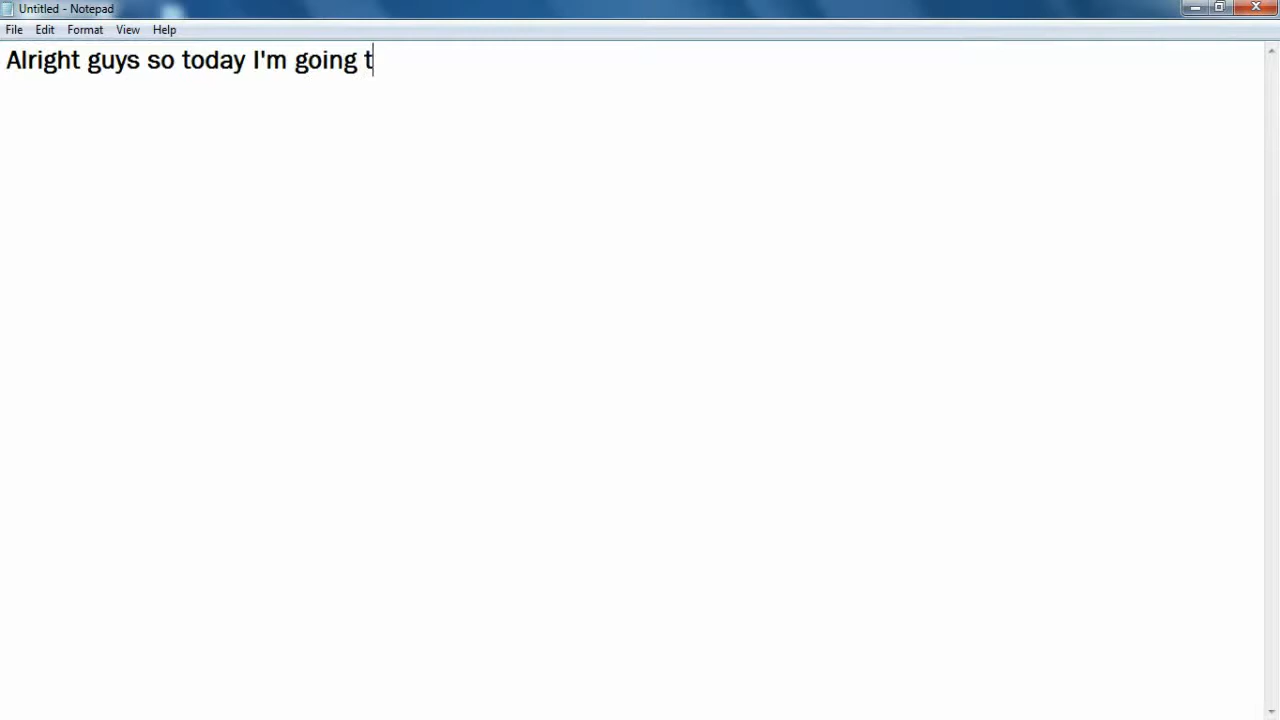 Untitled - Notepad
File Edit Format View Help
Alright guys so today I'm going t